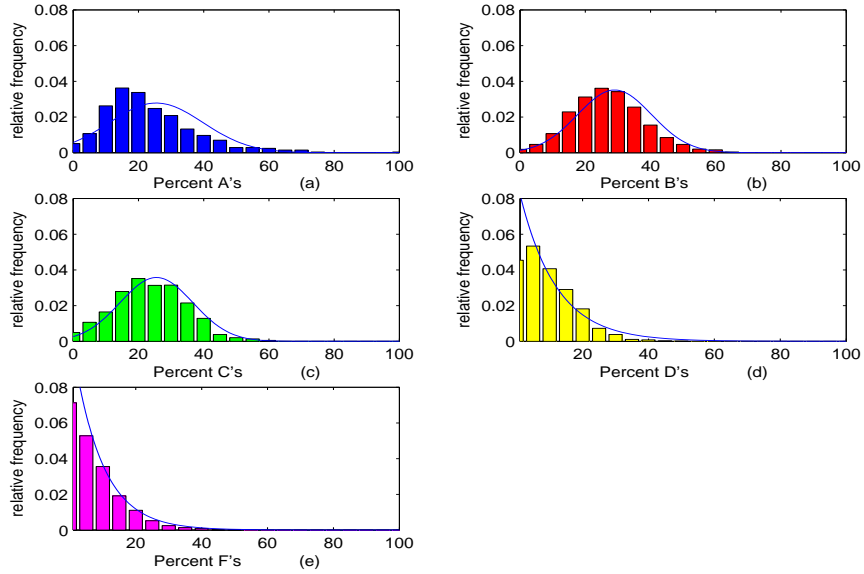 0.08
0.06
0.04
0.02
0
relative frequency
0 20 40 60 80 100
Percent A's (a)
0.08
0.06
0.04
0.02
0
relative frequency
0 20 40 60 80 100
Percent B's (b)
0.08
0.06
0.04
0.02
0
relative frequency
0 20 40 60 80 100
Percent C's (c)
0.08
0.06
0.04
0.02
0
relative frequency
20 40 60 80 100
Percent D's (d)
0.08
0.06
0.04
0.02
0
relative frequency
20 40 60 80 100
Percent F's (e)